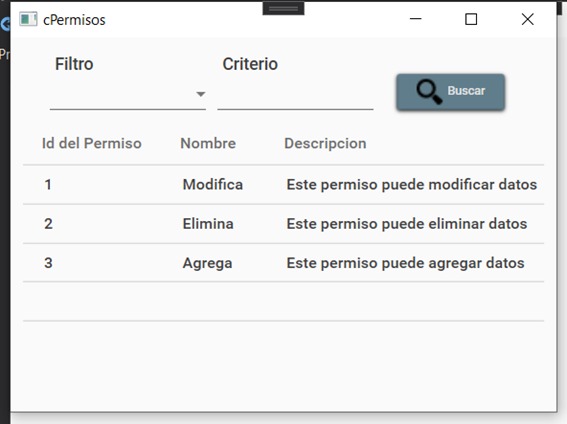 Pr
cPermisos
Filtro Criterio
Buscar
Id del Permiso Nombre Descripcion
1 Modifica Este permiso puede modificar datos
2 Elimina Este permiso puede eliminar datos
3 Agrega Este permiso puede agregar datos